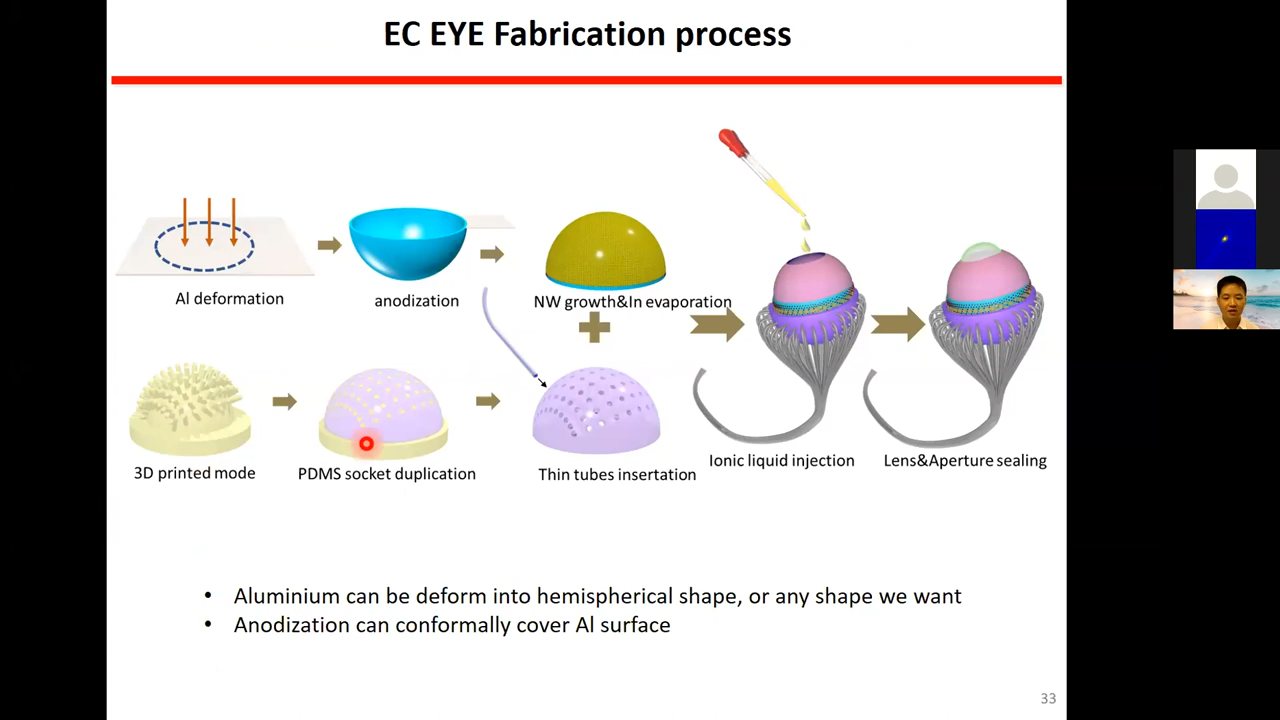 EC EYE Fabrication process
Al deformation
anodization
NW growth&In evaporation
3D printed mode
PDMS socket duplication
Thin tubes insertation
Ionic liquid injection
Lens&Aperture sealing
• Aluminium can be deform into hemispherical shape, or any shape we want
• Anodization can conformally cover Al surface
33